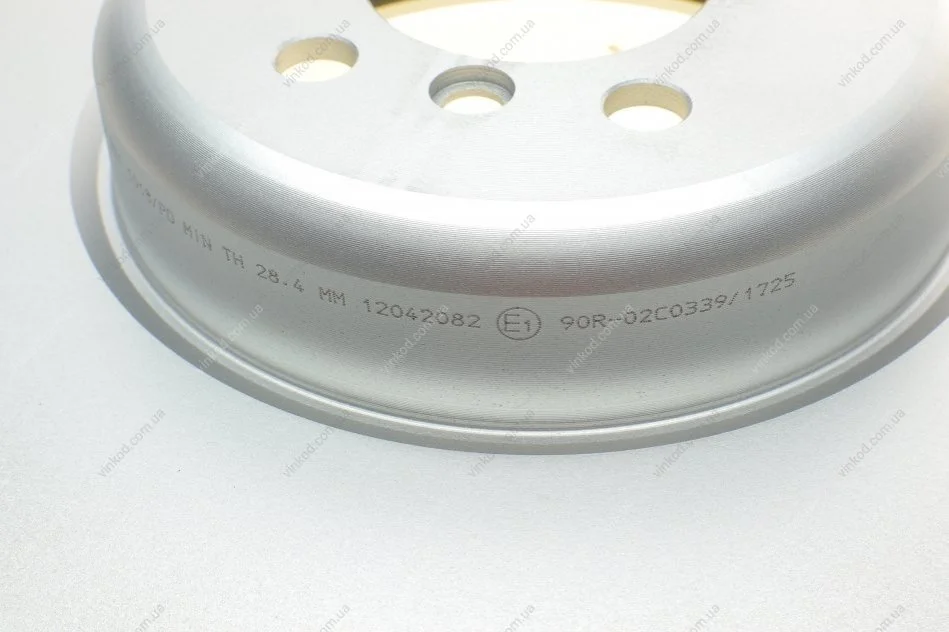 MIN TH 28.4 MM 12042082 E1 90R-02C0339/1725
vinkod.com.ua